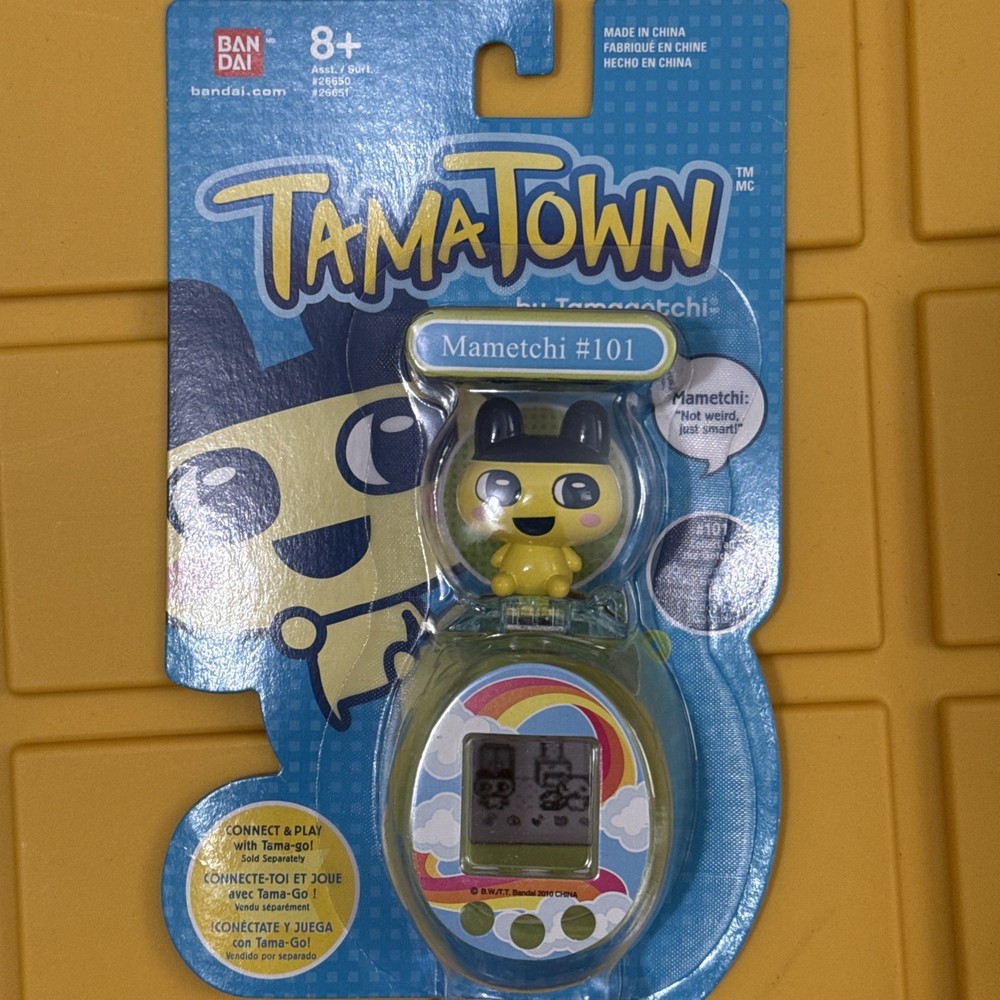 BAN
DAI
bandai.com
8+
Asst. / Surt.
#26650
#26651
MADE IN CHINA
FABRIQUÉ EN CHINE
HECHO EN CHINA
TAMATOWN
TM
MC
by Tamagotchi
Mametchi #101
Mametchi:
"Not weird,
just smart!"
#101
Collect all
© B.W./T.T. Bandai 2010 CHINA
CONNECT & PLAY
with Tama-go!
Sold Separately
CONNECTE-TOI ET JOUE
avec Tama-Go !
Vendu séparément
¡CONÉCTATE Y JUEGA
con Tama-Go!
Vendido por separado